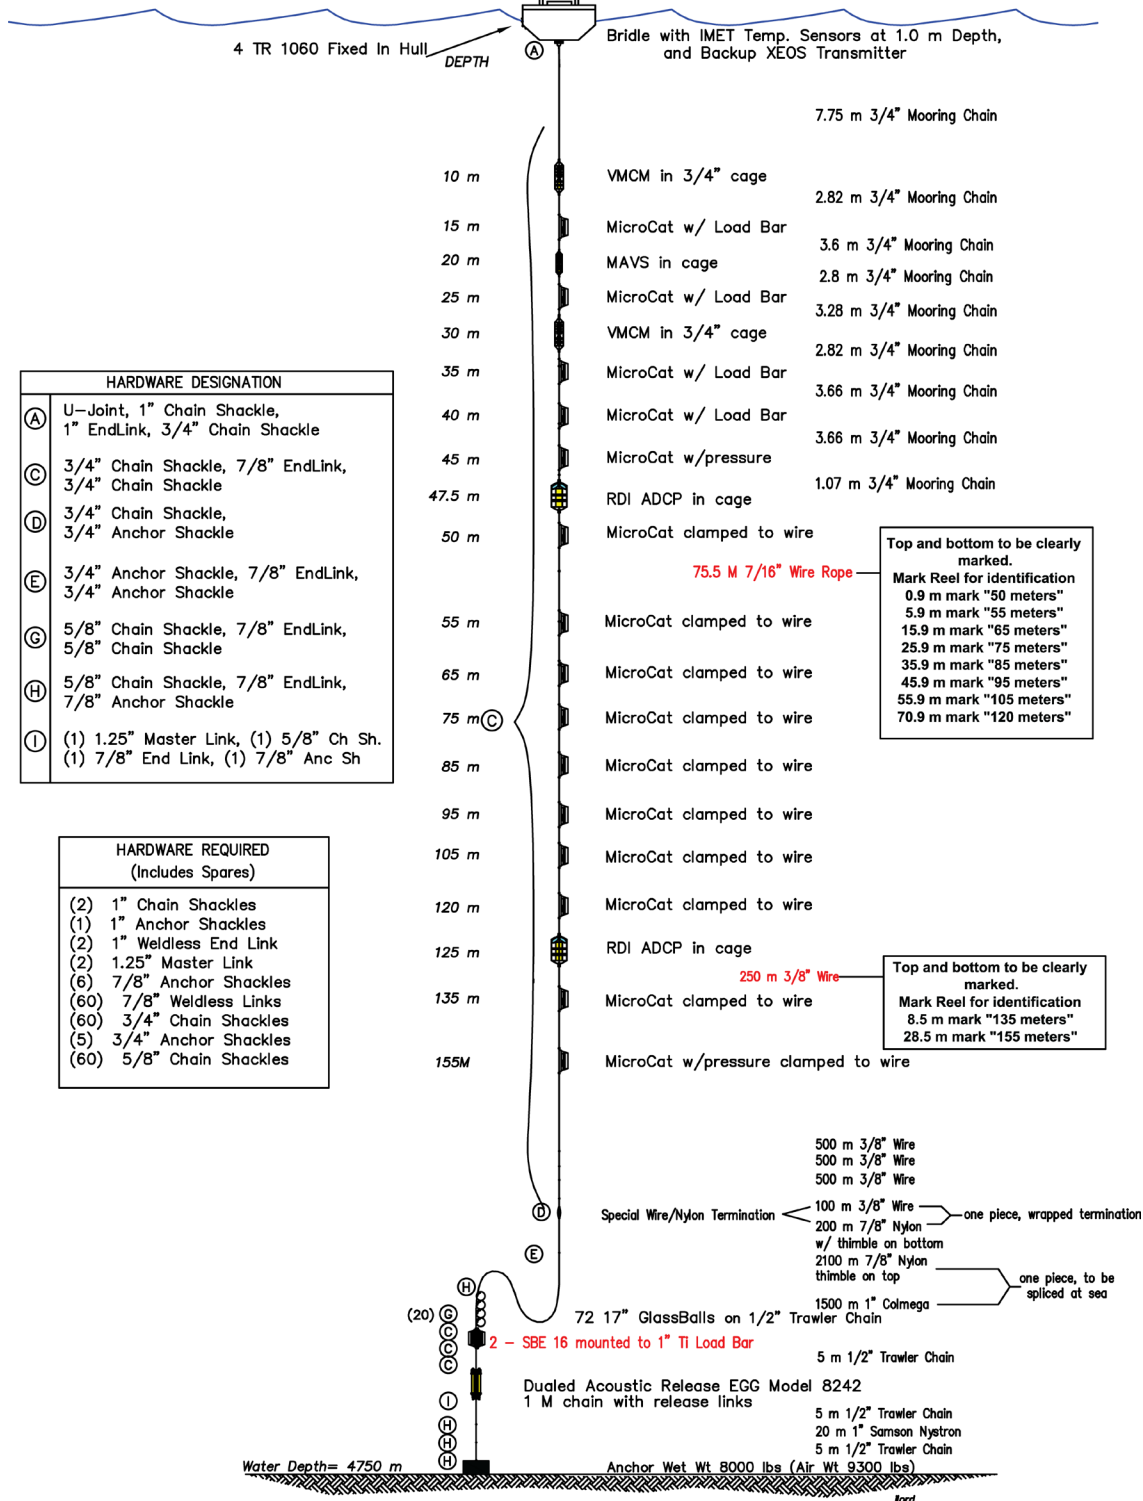 4 TR 1060 Fixed In Hull
DEPTH
A
Bridle with IMET Temp. Sensors at 1.0 m Depth,
and Backup XEOS Transmitter
7.75 m 3/4" Mooring Chain
10 m
VMCM in 3/4" cage
2.82 m 3/4" Mooring Chain
15 m
MicroCat w/ Load Bar
3.6 m 3/4" Mooring Chain
20 m
MAVS in cage
2.8 m 3/4" Mooring Chain
25 m
MicroCat w/ Load Bar
3.28 m 3/4" Mooring Chain
30 m
VMCM in 3/4" cage
2.82 m 3/4" Mooring Chain
35 m
MicroCat w/ Load Bar
3.66 m 3/4" Mooring Chain
40 m
MicroCat w/ Load Bar
3.66 m 3/4" Mooring Chain
45 m
MicroCat w/pressure
1.07 m 3/4" Mooring Chain
47.5 m
RDI ADCP in cage
50 m
MicroCat clamped to wire
75.5 M 7/16" Wire Rope
Top and bottom to be clearly
marked.
Mark Reel for identification
0.9 m mark "50 meters"
5.9 m mark "55 meters"
15.9 m mark "65 meters"
25.9 m mark "75 meters"
35.9 m mark "85 meters"
45.9 m mark "95 meters"
55.9 m mark "105 meters"
70.9 m mark "120 meters"
55 m
MicroCat clamped to wire
65 m
MicroCat clamped to wire
75 m
C
MicroCat clamped to wire
85 m
MicroCat clamped to wire
95 m
MicroCat clamped to wire
105 m
MicroCat clamped to wire
120 m
MicroCat clamped to wire
125 m
RDI ADCP in cage
250 m 3/8" Wire
Top and bottom to be clearly
marked.
Mark Reel for identification
8.5 m mark "135 meters"
28.5 m mark "155 meters"
135 m
MicroCat clamped to wire
155M
MicroCat w/pressure clamped to wire
HARDWARE DESIGNATION
A
U-Joint, 1" Chain Shackle,
1" EndLink, 3/4" Chain Shackle
C
3/4" Chain Shackle, 7/8" EndLink,
3/4" Chain Shackle
D
3/4" Chain Shackle,
3/4" Anchor Shackle
E
3/4" Anchor Shackle, 7/8" EndLink,
3/4" Anchor Shackle
G
5/8" Chain Shackle, 7/8" EndLink,
5/8" Chain Shackle
H
5/8" Chain Shackle, 7/8" EndLink,
7/8" Anchor Shackle
I
(1) 1.25" Master Link, (1) 5/8" Ch Sh.
(1) 7/8" End Link, (1) 7/8" Anc Sh
HARDWARE REQUIRED
(Includes Spares)
(2) 1" Chain Shackles
(1) 1" Anchor Shackles
(2) 1" Weldless End Link
(2) 1.25" Master Link
(6) 7/8" Anchor Shackles
(60) 7/8" Weldless Links
(60) 3/4" Chain Shackles
(5) 3/4" Anchor Shackles
(60) 5/8" Chain Shackles
500 m 3/8" Wire
500 m 3/8" Wire
500 m 3/8" Wire
D
Special Wire/Nylon Termination
100 m 3/8" Wire
200 m 7/8" Nylon
w/ thimble on bottom
one piece, wrapped termination
E
2100 m 7/8" Nylon
thimble on top
1500 m 1" Colmega
one piece, to be
spliced at sea
H
(20) G
72 17" GlassBalls on 1/2" Trawler Chain
C
C
C
2 - SBE 16 mounted to 1" Ti Load Bar
5 m 1/2" Trawler Chain
Dualed Acoustic Release EGG Model 8242
1 M chain with release links
I
5 m 1/2" Trawler Chain
H
20 m 1" Samson Nystron
H
5 m 1/2" Trawler Chain
H
Water Depth= 4750 m
Anchor Wet Wt 8000 lbs (Air Wt 9300 lbs)